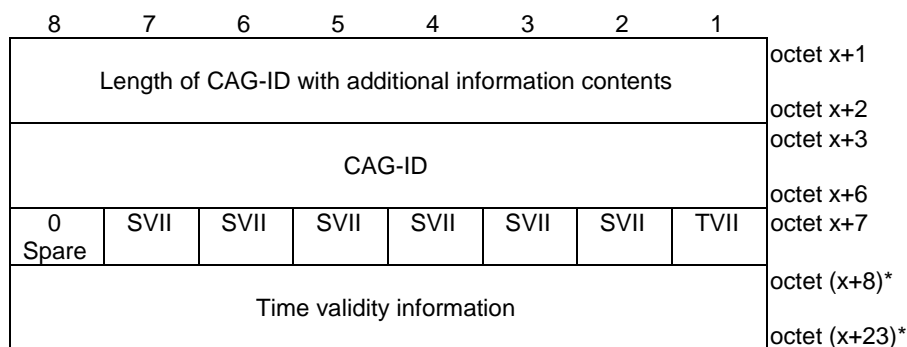 8 7 6 5 4 3 2 1
Length of CAG-ID with additional information contents
octet x+1
octet x+2
CAG-ID
octet x+3
octet x+6
0 Spare SVII SVII SVII SVII SVII SVII TVII octet x+7
Time validity information
octet (x+8)*
octet (x+23)*